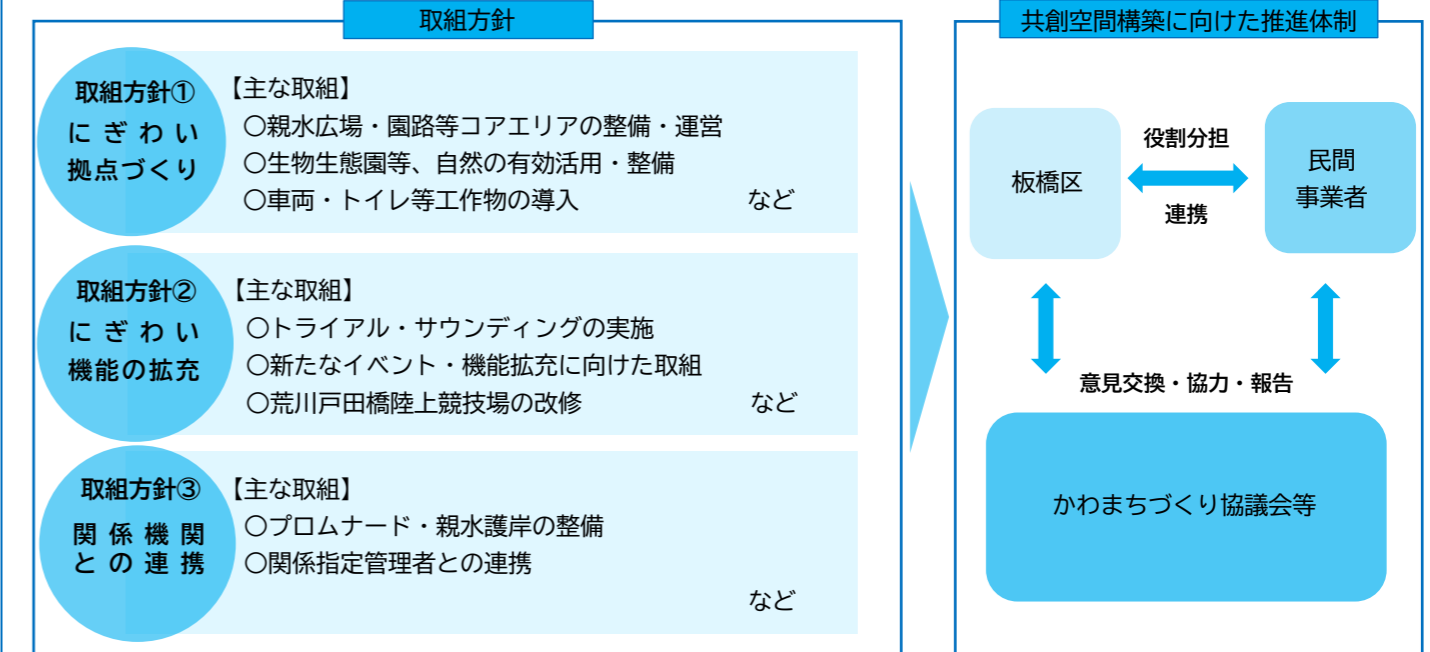 取組方針
取組方針①
にぎわい
拠点づくり
【主な取組】
〇親水広場・園路等コアエリアの整備・運営
〇生物生態園等、自然の有効活用・整備
〇車両・トイレ等工作物の導入 など
取組方針②
にぎわい
機能の拡充
【主な取組】
〇トライアル・サウンディングの実施
〇新たなイベント・機能拡充に向けた取組
〇荒川戸田橋陸上競技場の改修 など
取組方針③
関係機関
との連携
【主な取組】
〇プロムナード・親水護岸の整備
〇関係指定管理者との連携
など
共創空間構築に向けた推進体制
板橋区
役割分担
連携
民間
事業者
意見交換・協力・報告
かわまちづくり協議会等